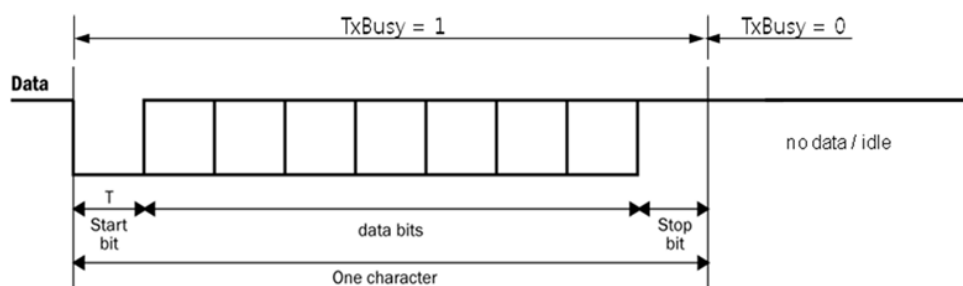 TxBusy = 1
TxBusy = 0
Data
no data / idle
T
Start
bit
data bits
Stop
bit
One character